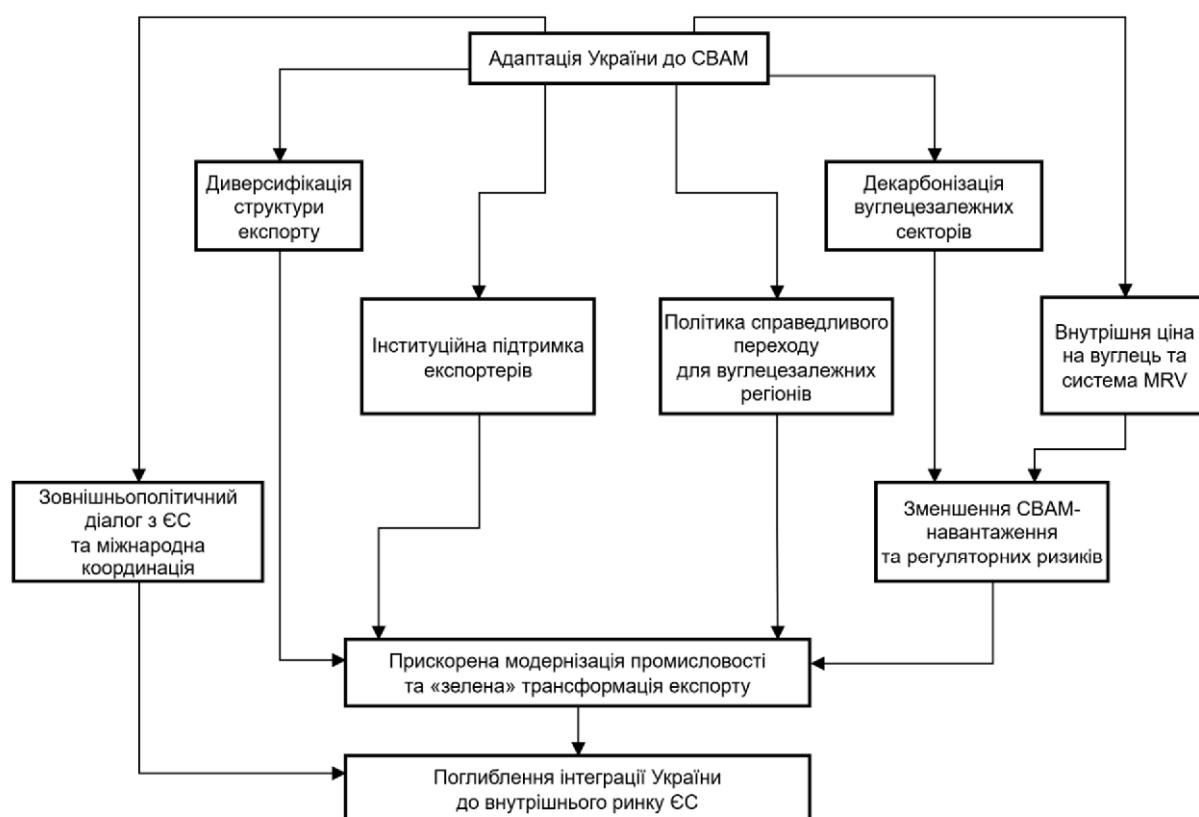 Адаптація України до CBAM
Диверсифікація
структури
експорту
Декарбонізація
вуглецезалежних
секторів
Інституційна підтримка
експортерів
Політика справедливого
переходу
для вуглецезалежних
регіонів
Внутрішня ціна
на вуглець та
система MRV
Зовнішньополітичний
діалог з ЄС
та міжнародна
координація
Зменшення CBAM-
навантаження
та регуляторних ризиків
Прискорена модернізація промисловості
та «зелена» трансформація експорту
Поглиблення інтеграції України
до внутрішнього ринку ЄС